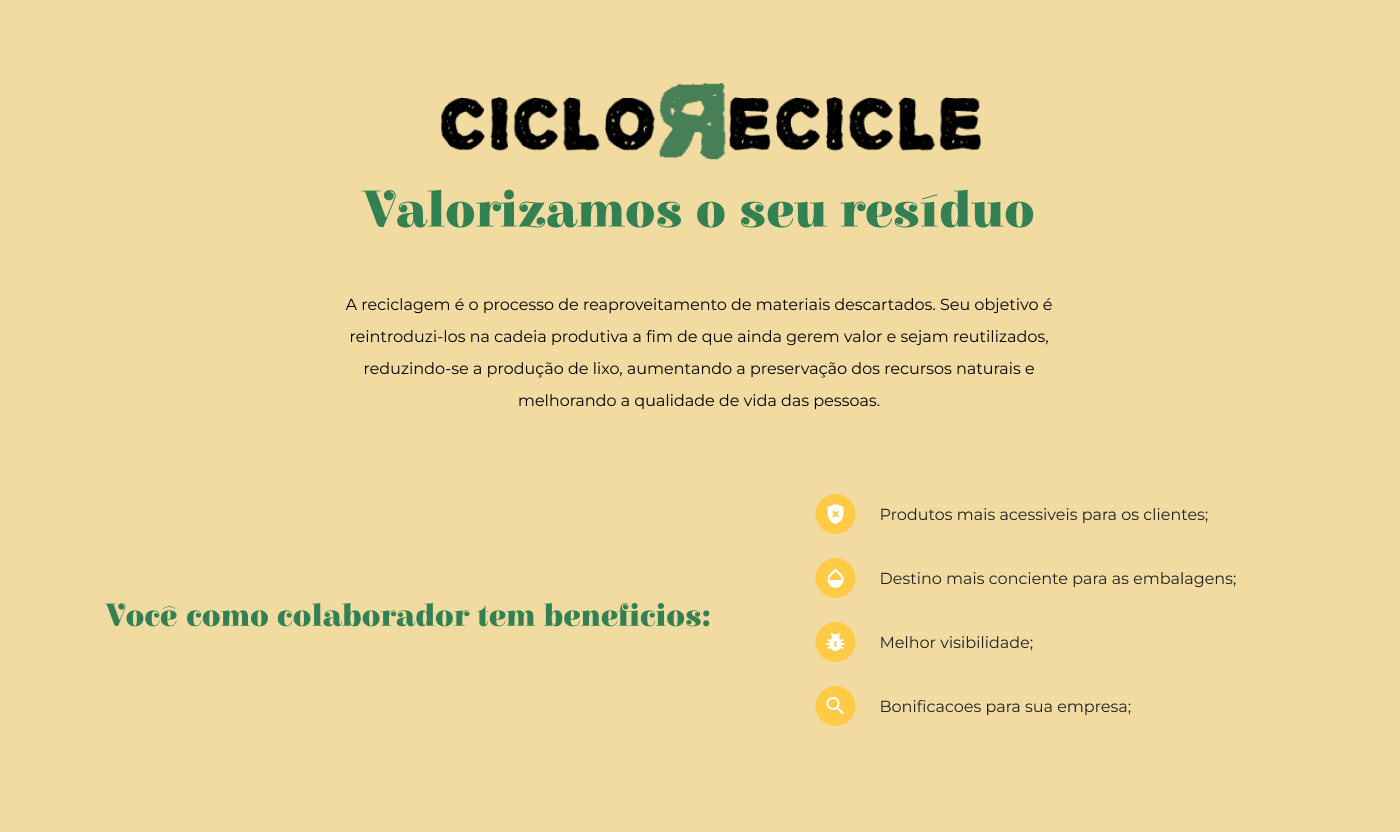 CICLORECICLE
Valorizamos o seu resíduo
A reciclagem é o processo de reaproveitamento de materiais descartados. Seu objetivo é
reintroduzi-los na cadeia produtiva a fim de que ainda gerem valor e sejam reutilizados,
reduzindo-se a produção de lixo, aumentando a preservação dos recursos naturais e
melhorando a qualidade de vida das pessoas.
Você como colaborador tem beneficios:
Produtos mais acessiveis para os clientes;
Destino mais conciente para as embalagens;
Melhor visibilidade;
Bonificacoes para sua empresa;